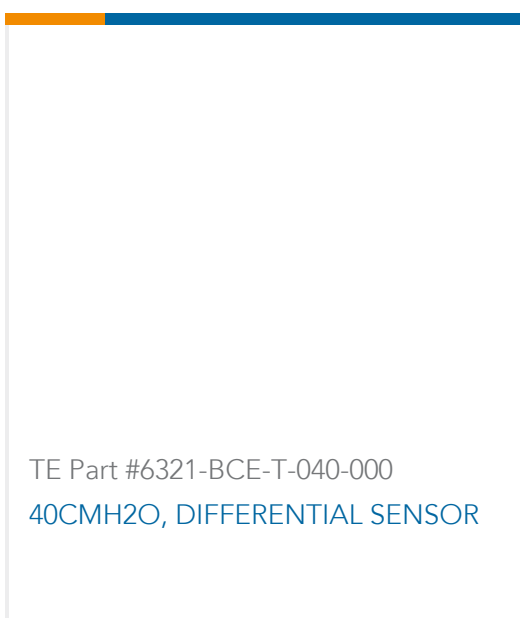 TE Part #6321-BCE-T-040-000
40CMH2O, DIFFERENTIAL SENSOR